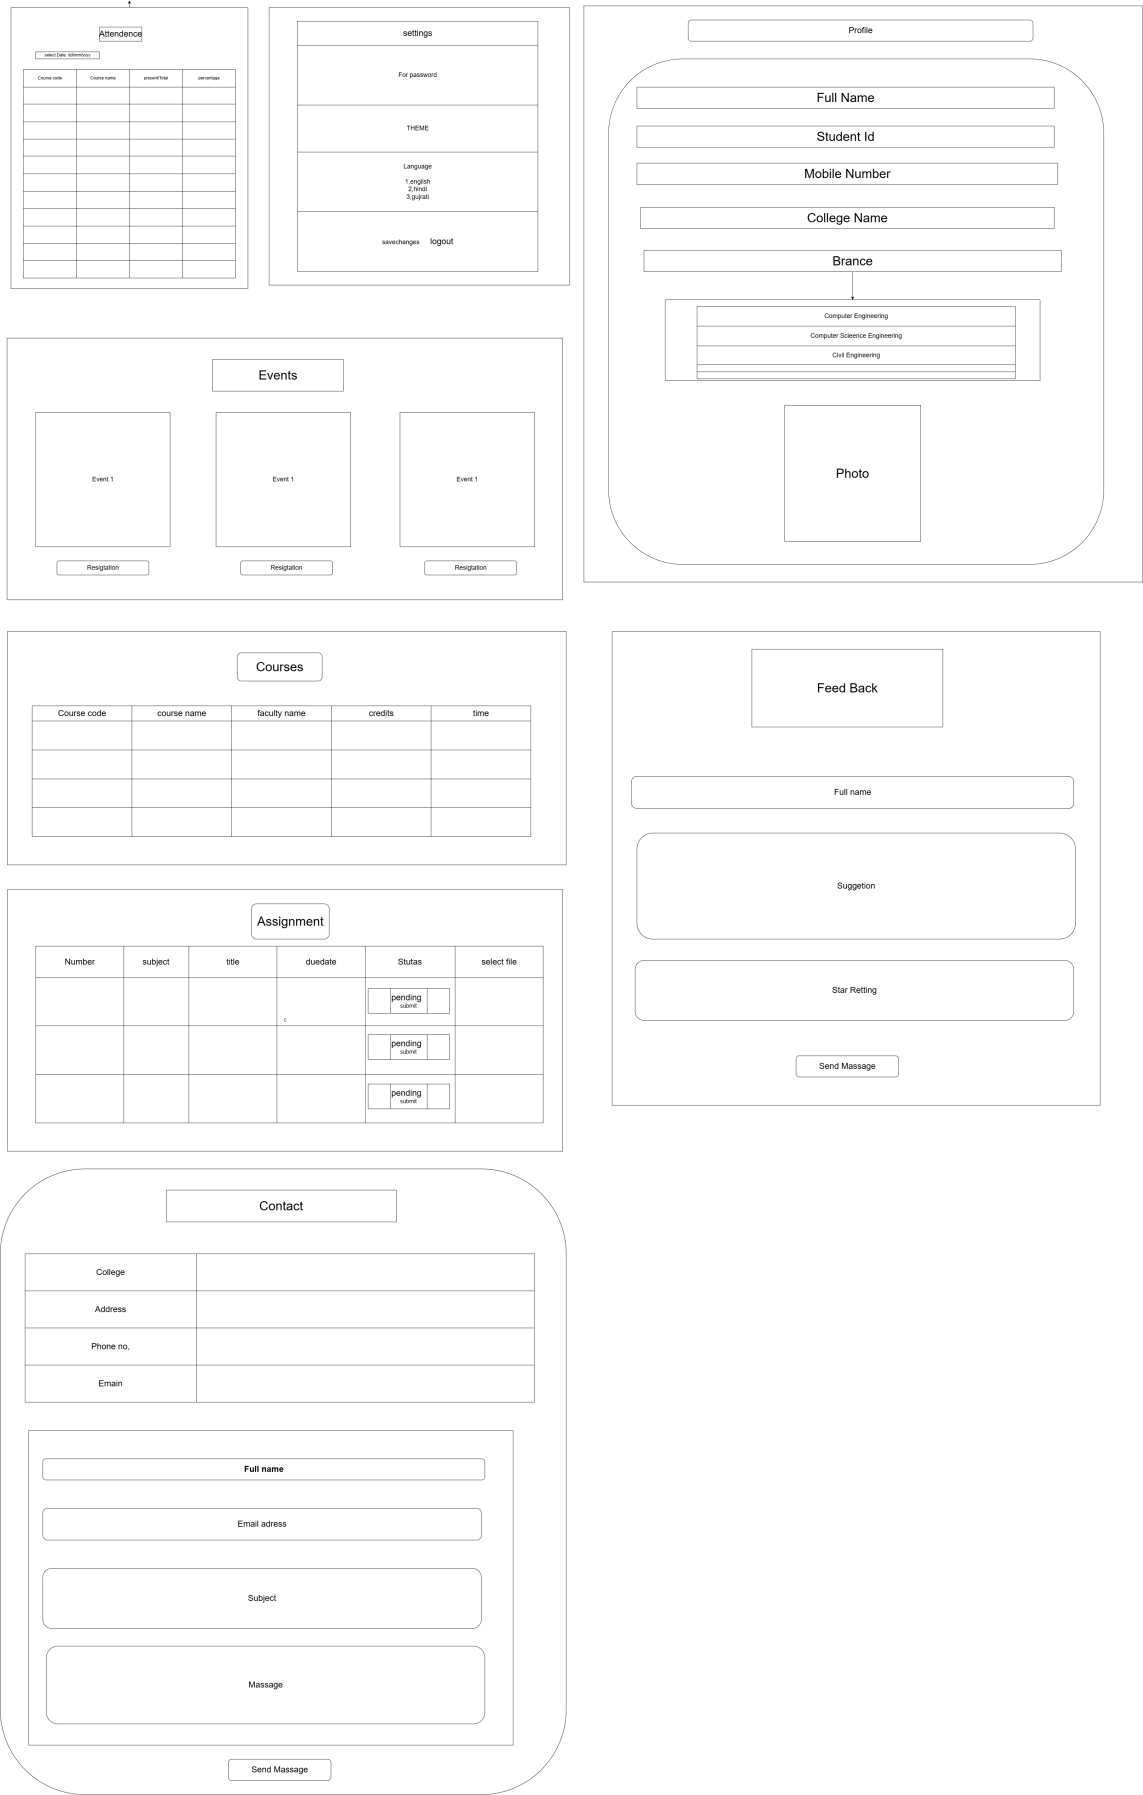 Attendence
select Date: dd/mm/yyyy
Course code
Course name
present/Total
percentage
settings
For password
THEME
Language
1.english
2,hindi
3,gujrati
savechanges logout
Profile
Full Name
Student Id
Mobile Number
College Name
Brance
Computer Engineering
Computer Scieence Engineering
Civil Engineering
Photo
Events
Event 1
Event 1
Event 1
Resigtation
Resigtation
Resigtation
Courses
Course code
course name
faculty name
credits
time
Feed Back
Full name
Suggetion
Star Retting
Send Massage
Assignment
Number
subject
title
duedate
Stutas
select file
pending
submit
c
pending
submit
pending
submit
Contact
College
Address
Phone no,
Emain
Full name
Email adress
Subject
Massage
Send Massage